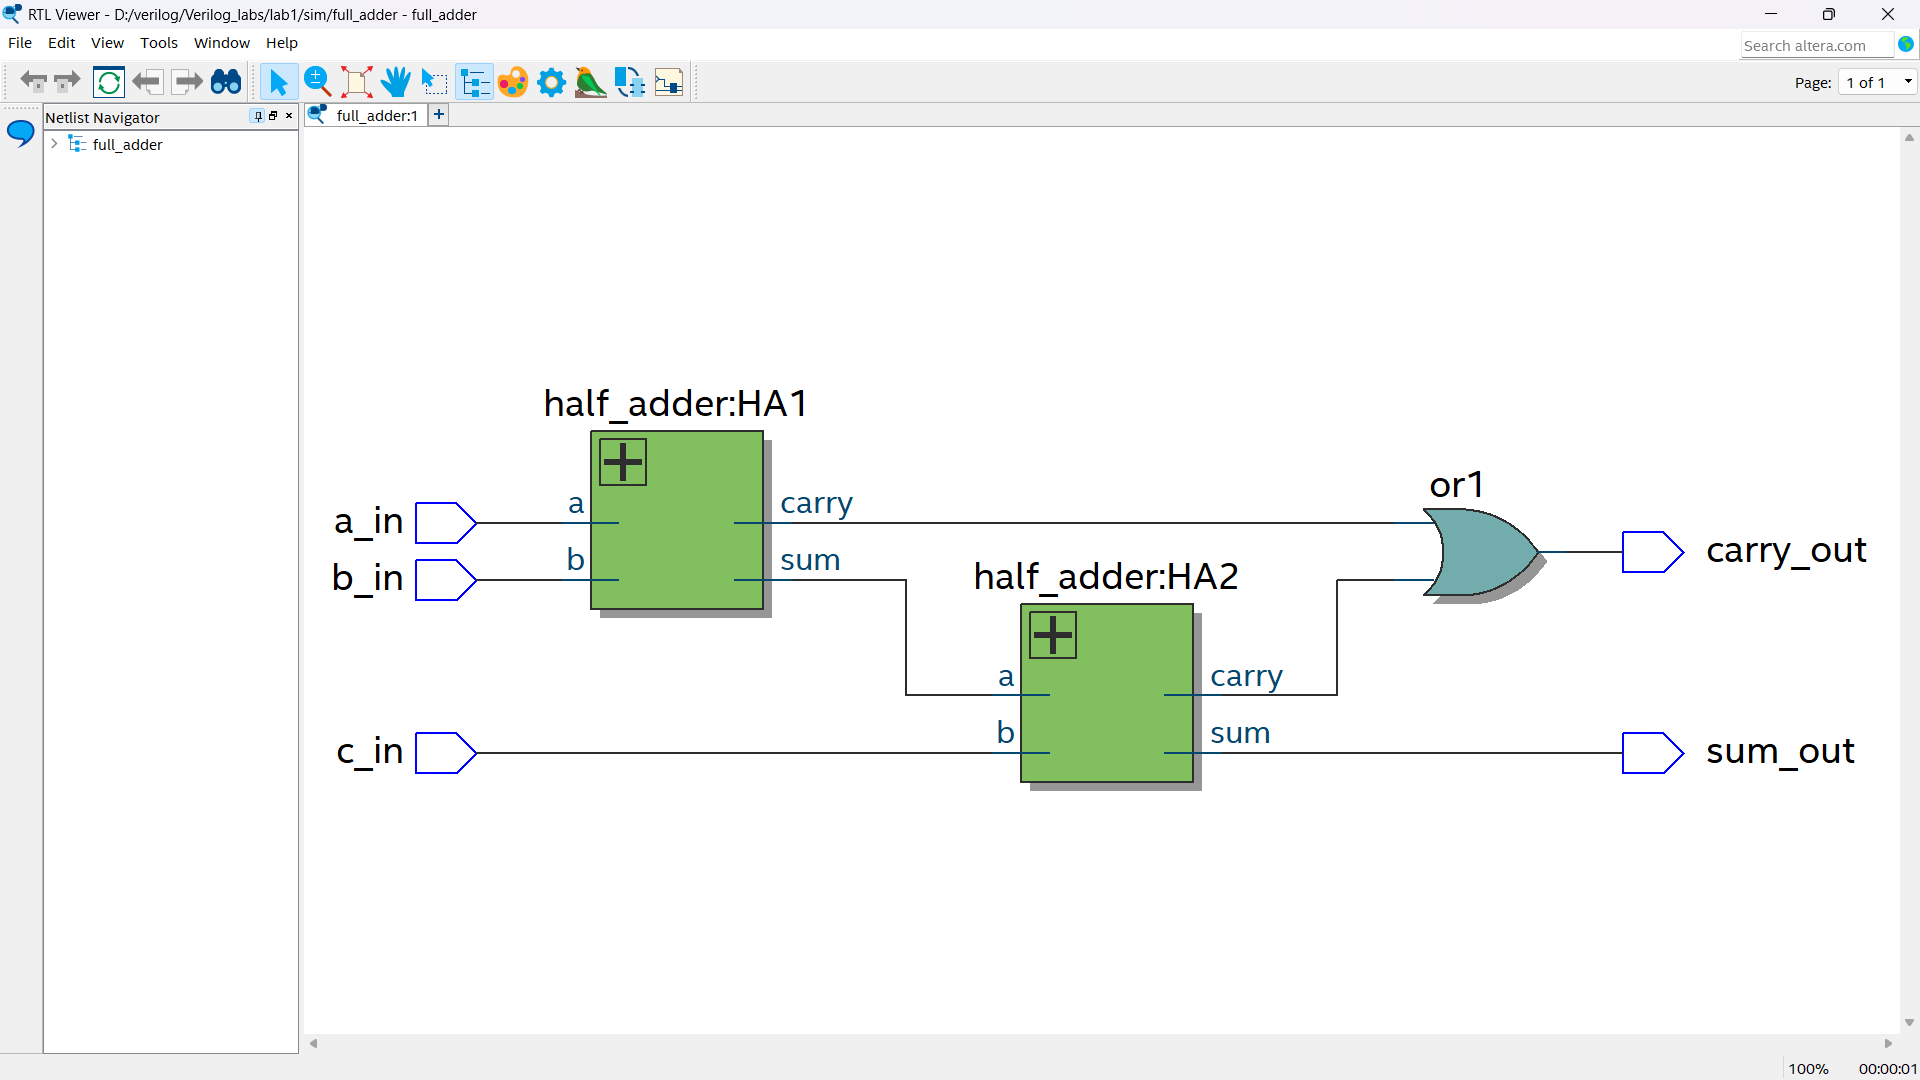 RTL Viewer - D:/verilog/Verilog_labs/lab1/sim/full_adder - full_adder
File Edit View Tools Window Help
Search altera.com
Page: 1 of 1
Netlist Navigator
full_adder:1
full_adder
half_adder:HA1
or1
a carry
a_in
carry_out
b sum
b_in
half_adder:HA2
a carry
b sum
c_in
sum_out
100% 00:00:01